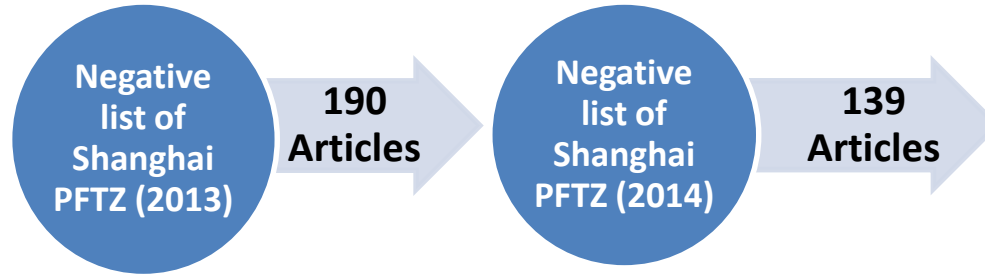 Negative
list of
Shanghai
PFTZ (2013)
190
Articles
Negative
list of
Shanghai
PFTZ (2014)
139
Articles